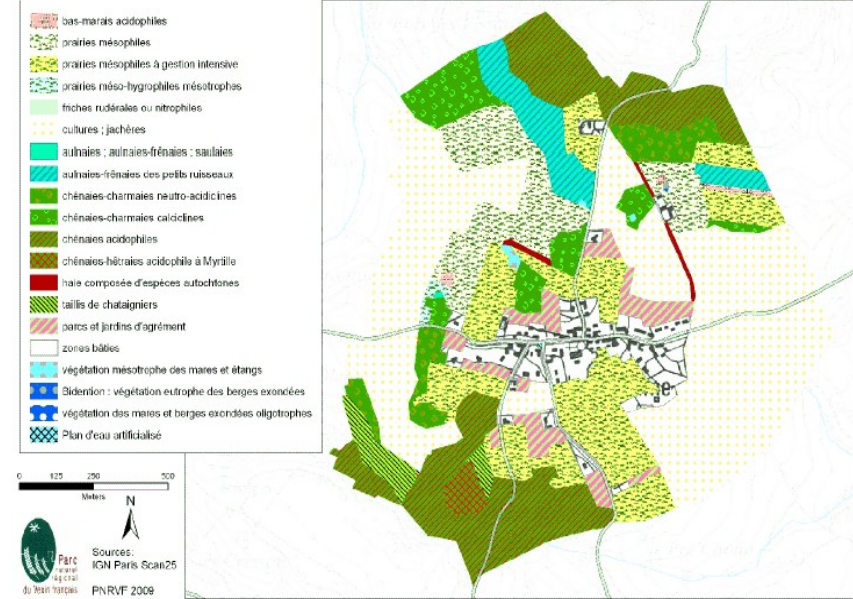 bas-marais acidophiles
prairies mésophiles
prairies mésophiles à gestion intensive
prairies méso-hygrophiles mésotrophes
friches rudérales ou nitrophiles
cultures ; jachères
aulnaies ; aulnaies-frênaies ; saulaies
aulnaies-frênaies des petits ruisseaux
chênaies-charmaies neutro-acidiclines
chênaies-charmaies calciclines
chênaies acidophiles
chênaies-hêtraies acidophile à Myrtille
haie composée d'espèces autochtones
taillis de chataigniers
parcs et jardins d'agrément
zones bâties
végétation mésotrophe des mares et étangs
Bidention : végétation eutrophe des berges exondées
végétation des mares et berges exondées oligotrophes
Plan d'eau artificialisé
0 125 250 500
Meters
N
Sources:
IGN Paris Scan25
PNRVF 2009
Parc
naturel
régional
du Vexin français